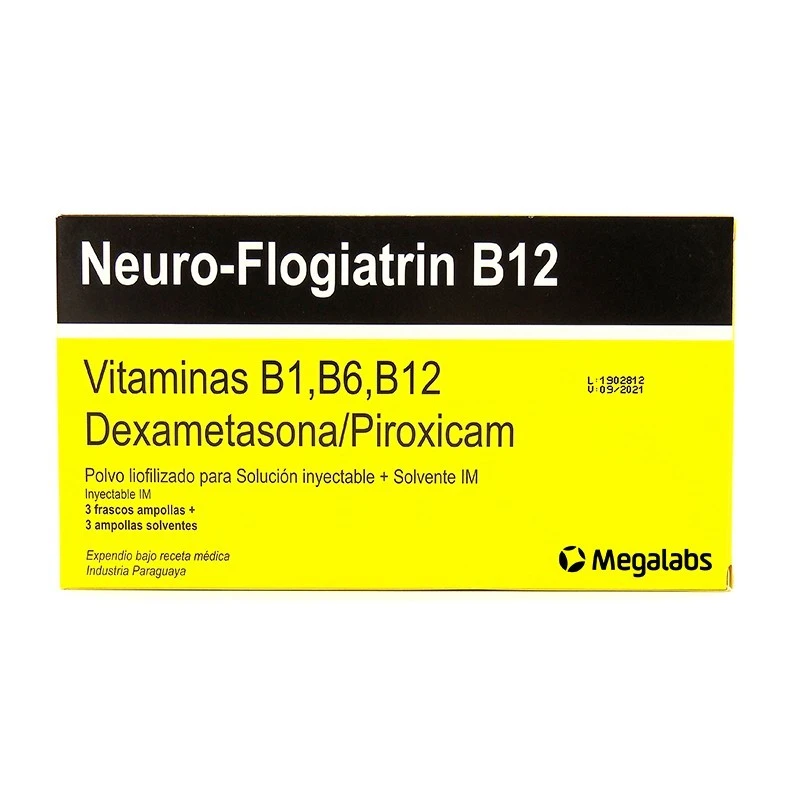 Neuro-Flogiatrin B12
Vitaminas B1,B6,B12
Dexametasona/Piroxicam
L:1902812
V:09/2021
Polvo liofilizado para Solución inyectable + Solvente IM
Inyectable IM
3 frascos ampollas +
3 ampollas solventes
Expendio bajo receta médica
Industria Paraguaya
Megalabs